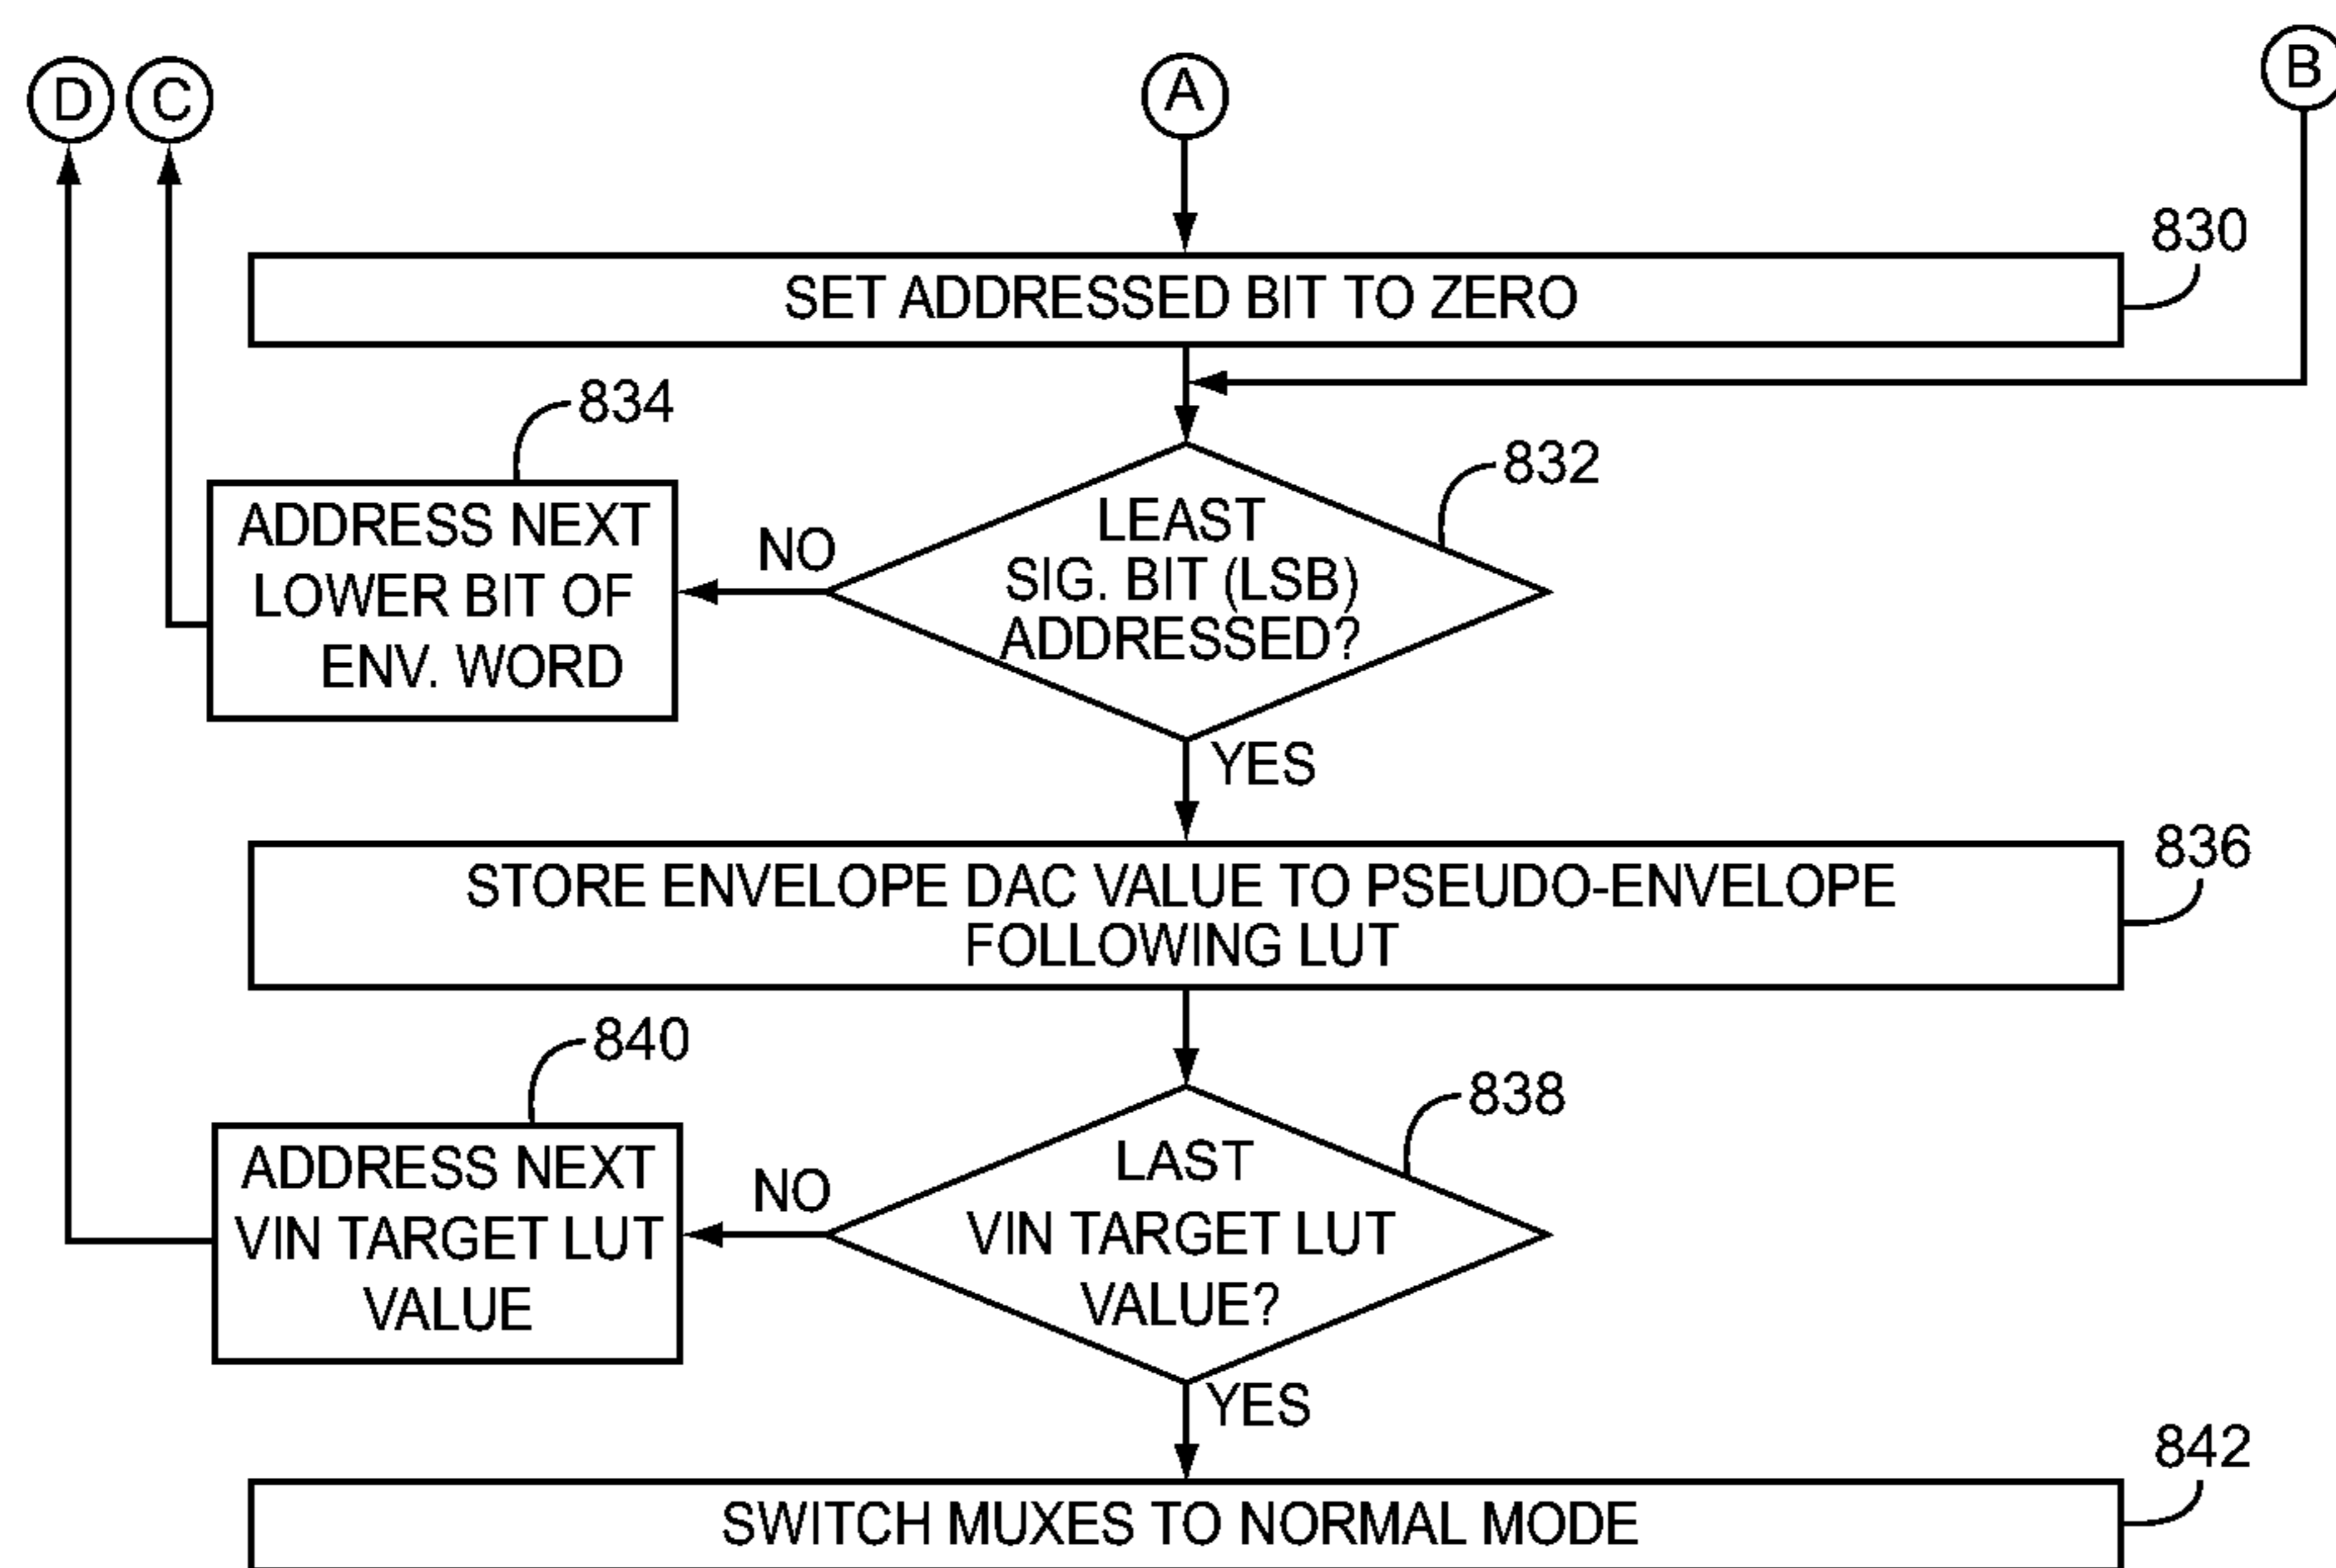 D
C
A
B
830
SET ADDRESSED BIT TO ZERO
834
832
ADDRESS NEXT
LOWER BIT OF
ENV. WORD
NO
LEAST
SIG. BIT (LSB)
ADDRESSED?
YES
836
STORE ENVELOPE DAC VALUE TO PSEUDO-ENVELOPE
FOLLOWING LUT
840
838
ADDRESS NEXT
VIN TARGET LUT
VALUE
NO
LAST
VIN TARGET LUT
VALUE?
YES
842
SWITCH MUXES TO NORMAL MODE